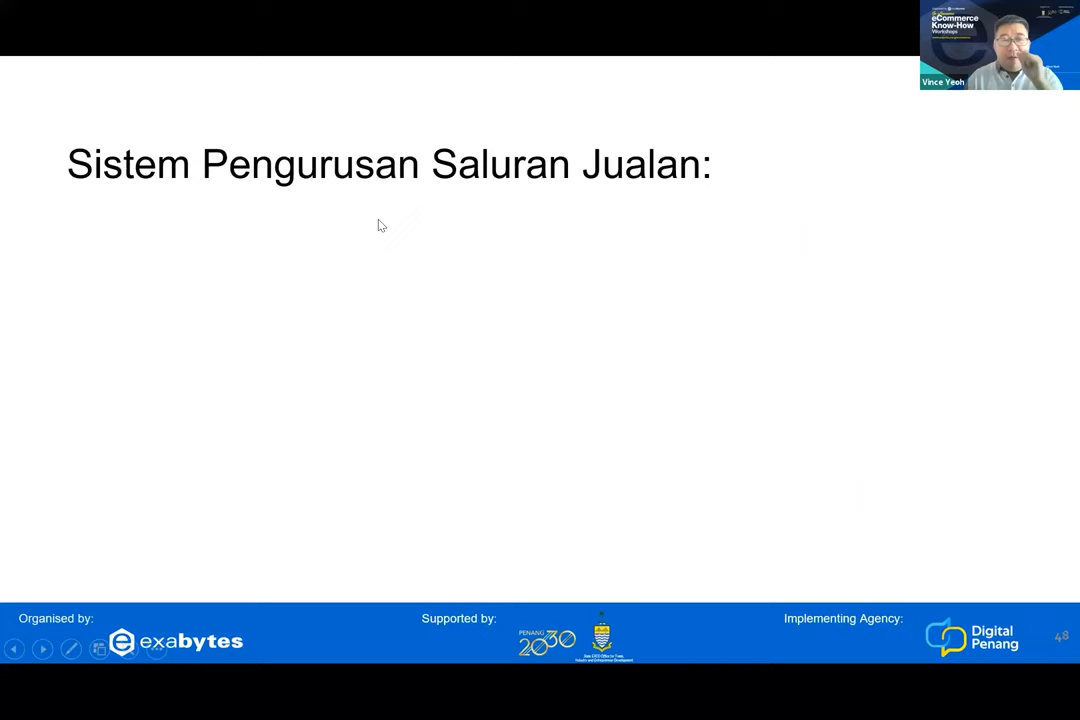 eCommerce
Know-How
Workshops
Vince Yeoh
Sistem Pengurusan Saluran Jualan:
Organised by:
Supported by:
Implementing Agency:
exabytes
PENANG
2030
Digital
Penang
48